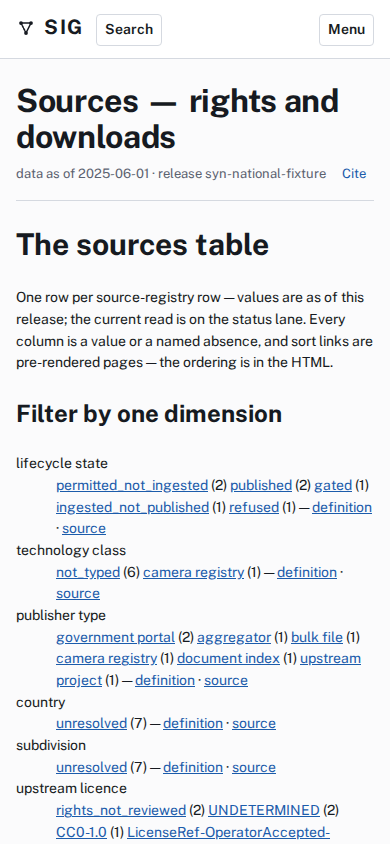 SIG Search Menu
Sources — rights and
downloads
data as of 2025-06-01 · release syn-national-fixture Cite
The sources table
One row per source-registry row — values are as of this
release; the current read is on the status lane. Every
column is a value or a named absence, and sort links are
pre-rendered pages — the ordering is in the HTML.
Filter by one dimension
lifecycle state
permitted_not_ingested (2) published (2) gated (1)
ingested_not_published (1) refused (1) — definition
· source
technology class
not_typed (6) camera registry (1) — definition ·
source
publisher type
government portal (2) aggregator (1) bulk file (1)
camera registry (1) document index (1) upstream
project (1) — definition · source
country
unresolved (7) — definition · source
subdivision
unresolved (7) — definition · source
upstream licence
rights_not_reviewed (2) UNDETERMINED (2)
CC0-1.0 (1) LicenseRef-OperatorAccepted-